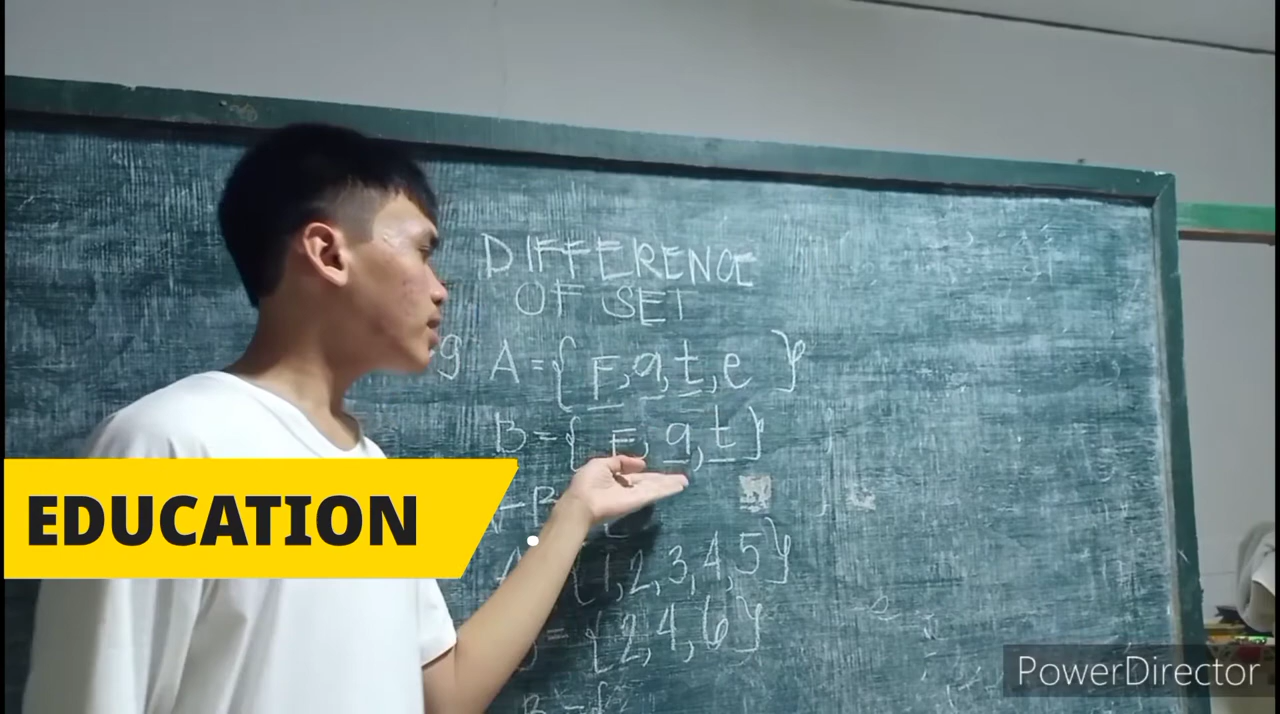 DIFFERENCE
OF SET
g A={ F,a,t,e }
B={ F, a,t}
-B
{1,2,3,4,5}
= {2,4,6}
B={
EDUCATION
PowerDirector